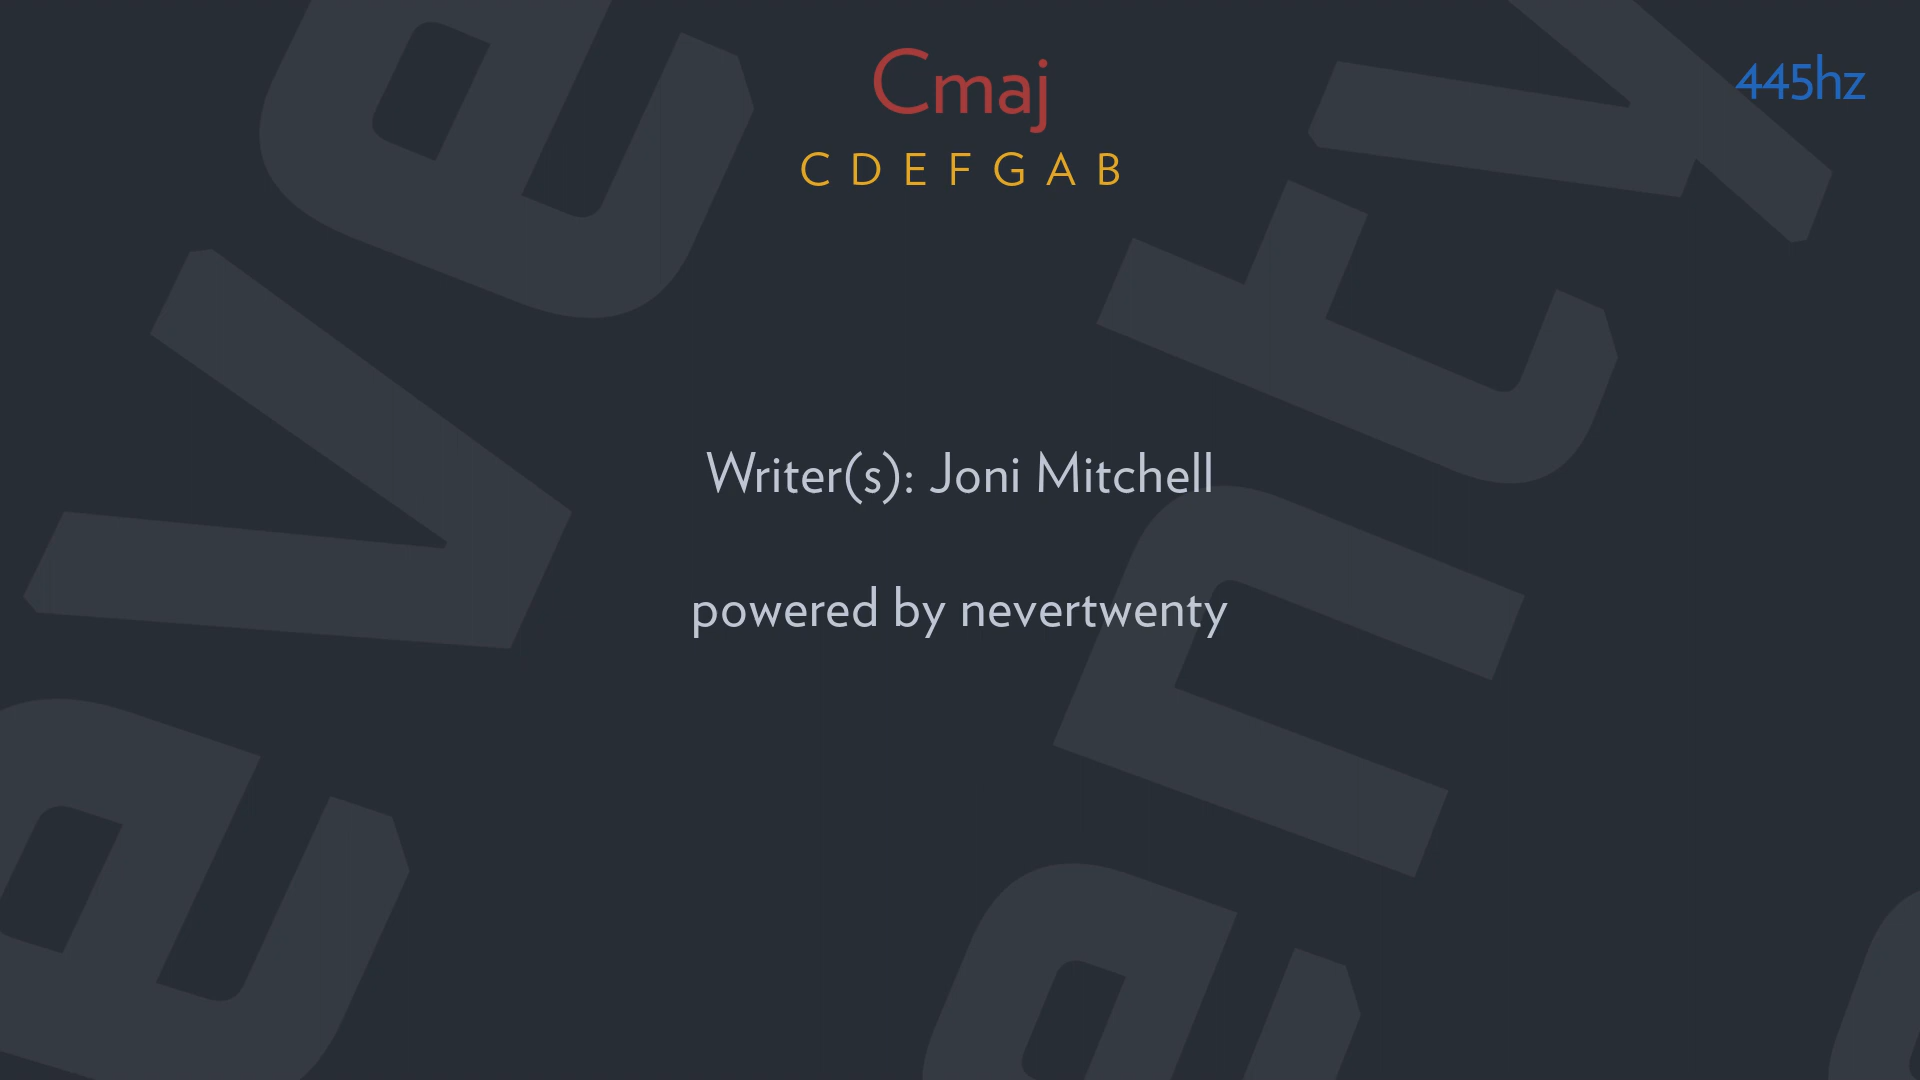 Cmaj
445hz
C D E F G A B
Writer(s): Joni Mitchell
powered by nevertwenty